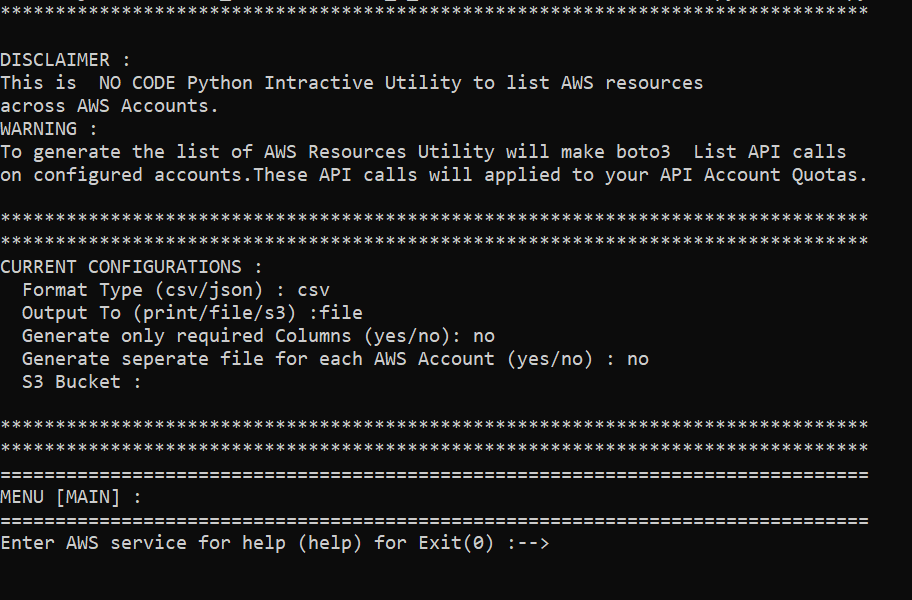 *******************************************************************************
DISCLAIMER :
This is  NO CODE Python Intractive Utility to list AWS resources
across AWS Accounts.
WARNING :
To generate the list of AWS Resources Utility will make boto3  List API calls
on configured accounts.These API calls will applied to your API Account Quotas.
*******************************************************************************
*******************************************************************************
CURRENT CONFIGURATIONS :
  Format Type (csv/json) : csv
  Output To (print/file/s3) :file
  Generate only required Columns (yes/no): no
  Generate seperate file for each AWS Account (yes/no) : no
  S3 Bucket :
*******************************************************************************
*******************************************************************************
===============================================================================
MENU [MAIN] :
===============================================================================
Enter AWS service for help (help) for Exit(0) :-->